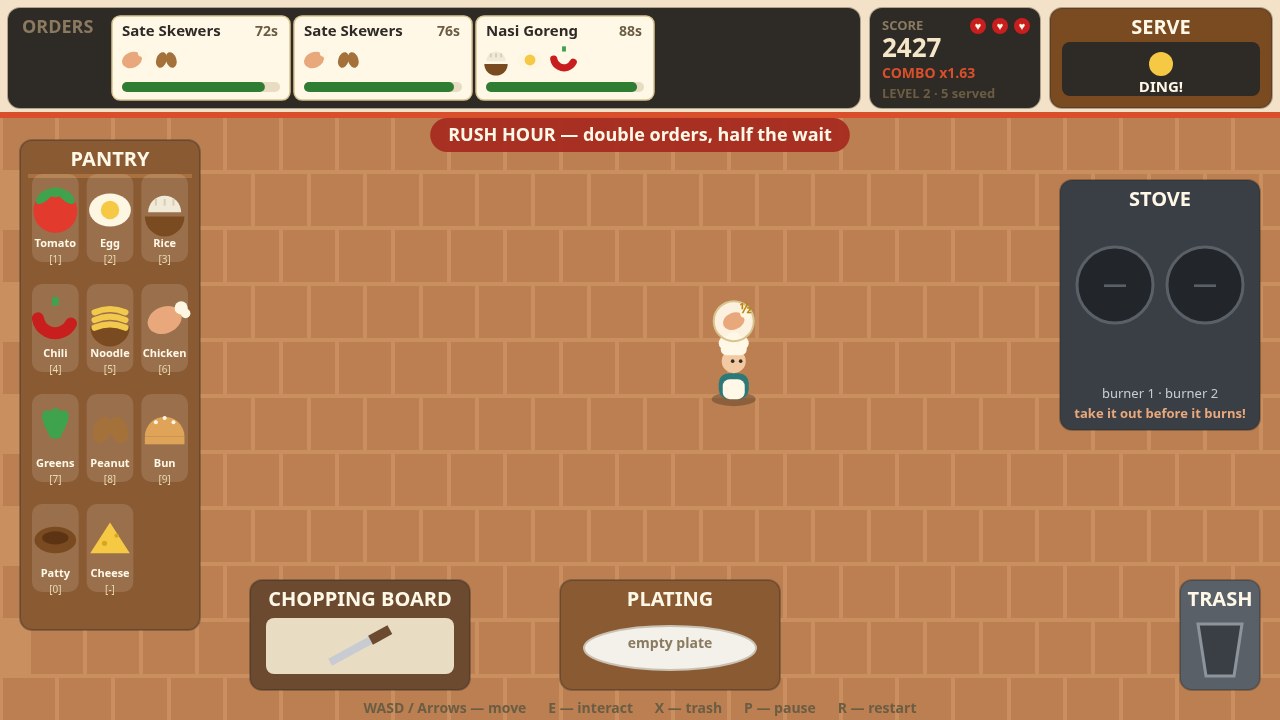 ORDERS
Sate Skewers 72s
Sate Skewers 76s
Nasi Goreng 88s
SCORE
2427
COMBO x1.63
LEVEL 2 · 5 served
SERVE
DING!
RUSH HOUR — double orders, half the wait
PANTRY
Tomato Egg Rice
[1] [2] [3]
Chili Noodle Chicken
[4] [5] [6]
Greens Peanut Bun
[7] [8] [9]
Patty Cheese
[0] [-]
½
STOVE
— —
burner 1 · burner 2
take it out before it burns!
CHOPPING BOARD
PLATING
empty plate
TRASH
WASD / Arrows — move E — interact X — trash P — pause R — restart